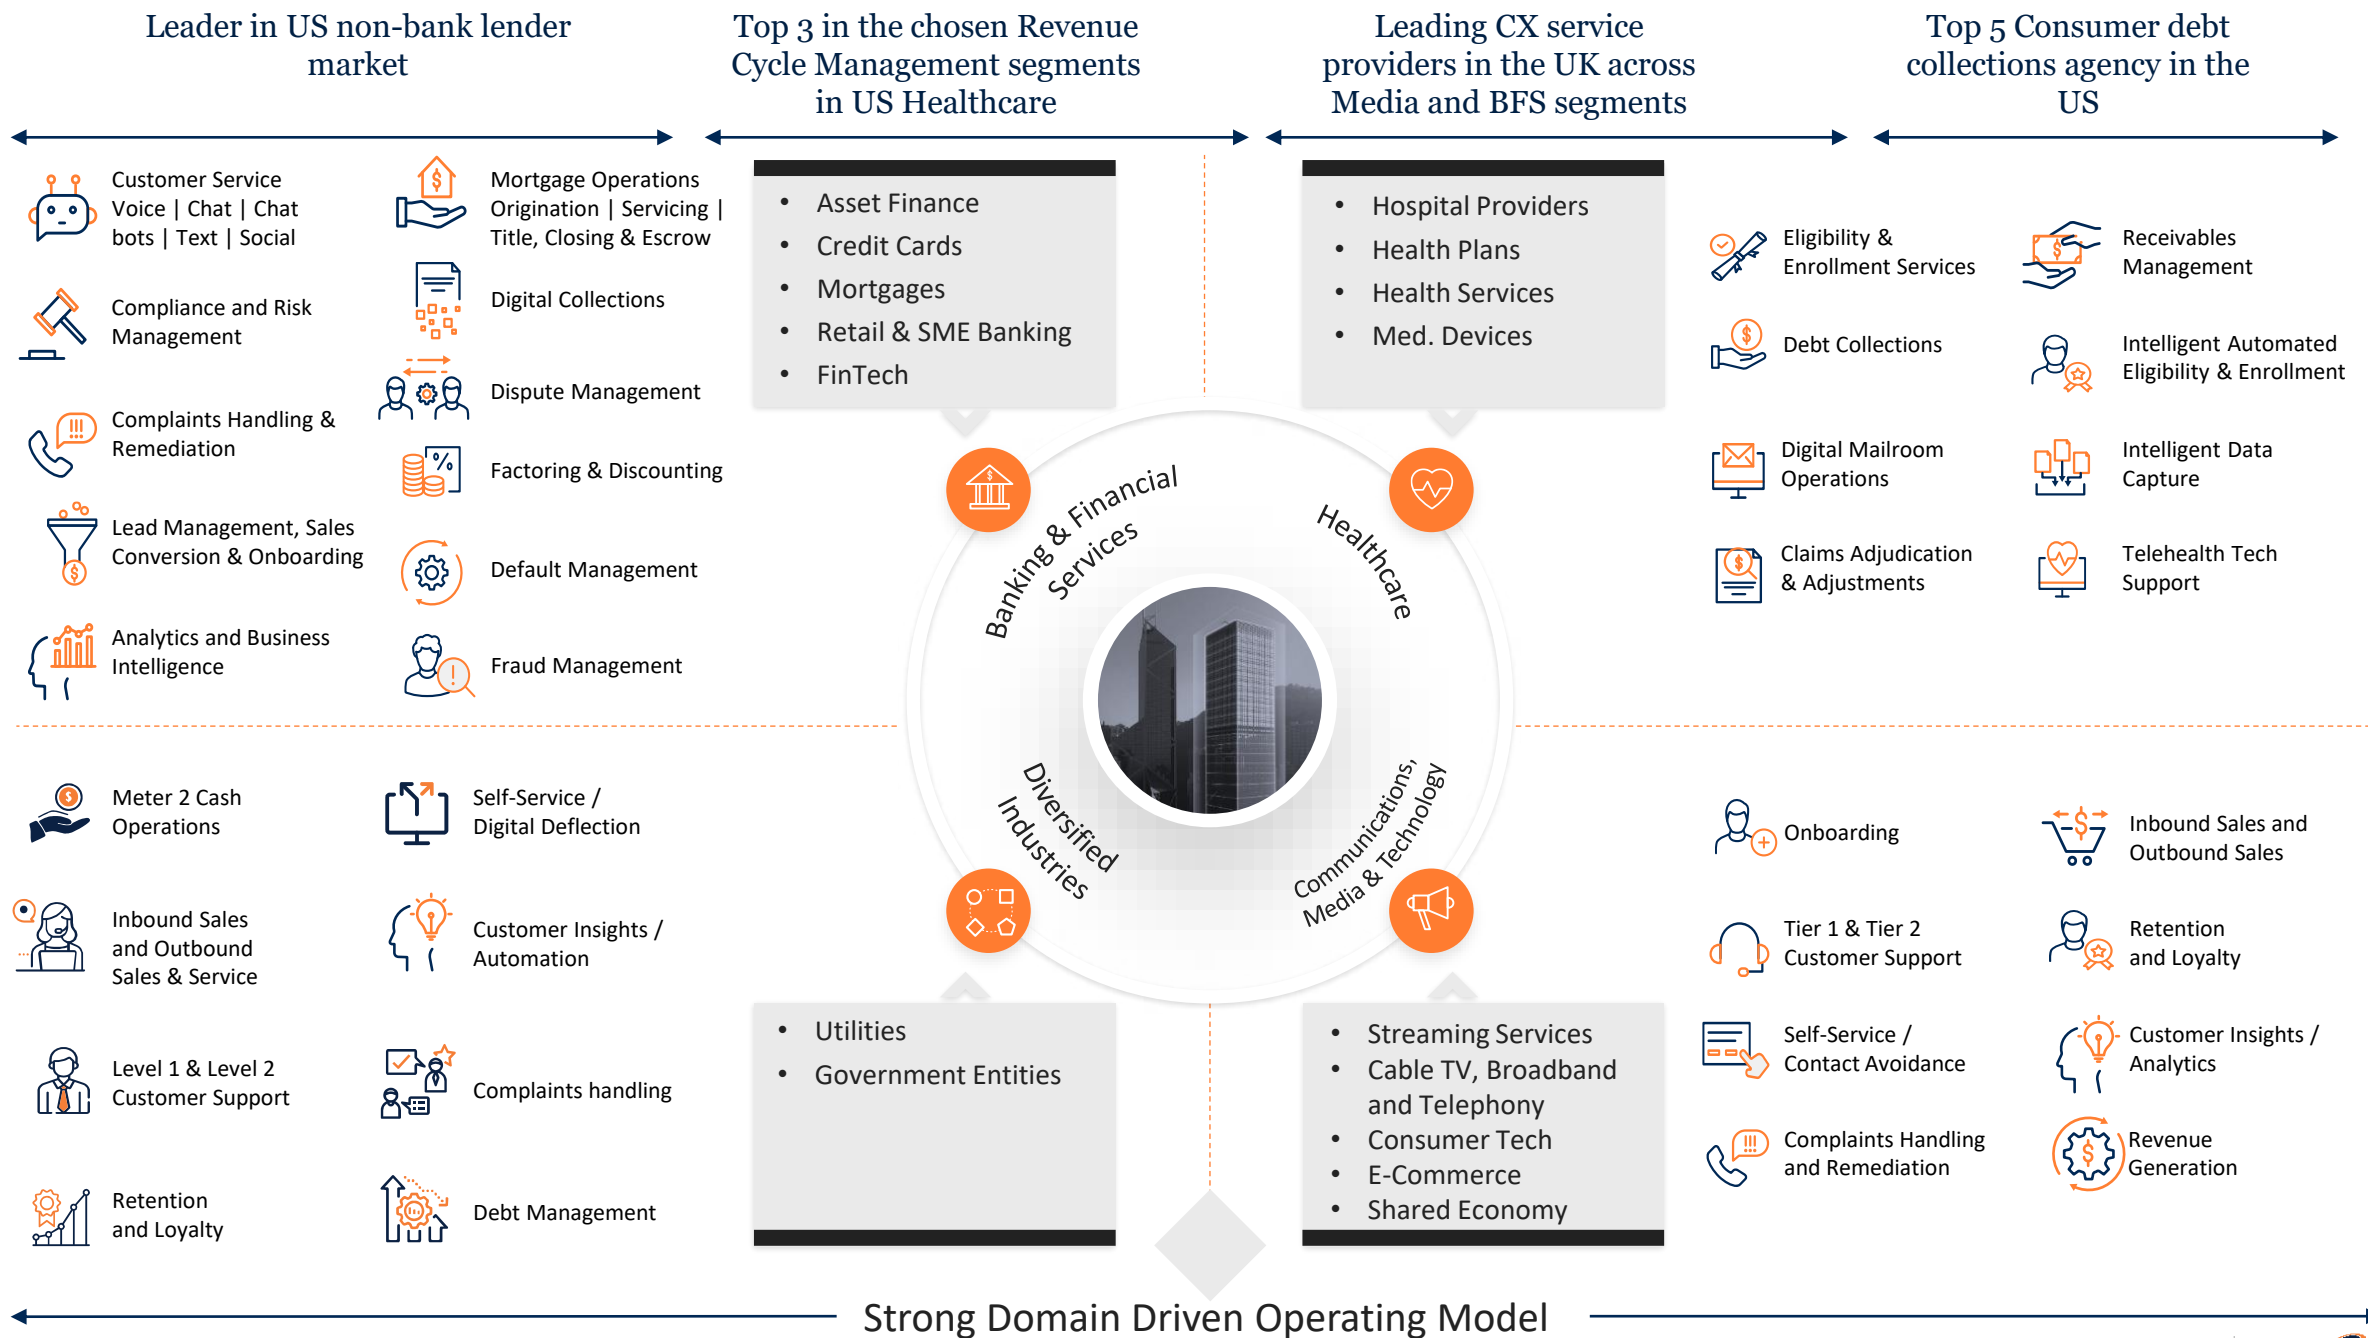 Leader in US non-bank lender
market
Top 3 in the chosen Revenue
Cycle Management segments
in US Healthcare
Leading CX service
providers in the UK across
Media and BFS segments
Top 5 Consumer debt
collections agency in the
US
Customer Service
Voice | Chat | Chat
bots | Text | Social
Compliance and Risk
Management
Complaints Handling &
Remediation
Lead Management, Sales
Conversion & Onboarding
Analytics and Business
Intelligence
Mortgage Operations
Origination | Servicing |
Title, Closing & Escrow
Digital Collections
Dispute Management
Factoring & Discounting
Default Management
Fraud Management
• Asset Finance
• Credit Cards
• Mortgages
• Retail & SME Banking
• FinTech
• Hospital Providers
• Health Plans
• Health Services
• Med. Devices
Eligibility &
Enrollment Services
Debt Collections
Digital Mailroom
Operations
Claims Adjudication
& Adjustments
Receivables
Management
Intelligent Automated
Eligibility & Enrollment
Intelligent Data
Capture
Telehealth Tech
Support
Banking & Financial
Services
Healthcare
Diversified
Industries
Communications,
Media & Technology
Meter 2 Cash
Operations
Inbound Sales
and Outbound
Sales & Service
Level 1 & Level 2
Customer Support
Retention
and Loyalty
Self-Service /
Digital Deflection
Customer Insights /
Automation
Complaints handling
Debt Management
• Utilities
• Government Entities
• Streaming Services
• Cable TV, Broadband
and Telephony
• Consumer Tech
• E-Commerce
• Shared Economy
Onboarding
Tier 1 & Tier 2
Customer Support
Self-Service /
Contact Avoidance
Complaints Handling
and Remediation
Inbound Sales and
Outbound Sales
Retention
and Loyalty
Customer Insights /
Analytics
Revenue
Generation
Strong Domain Driven Operating Model